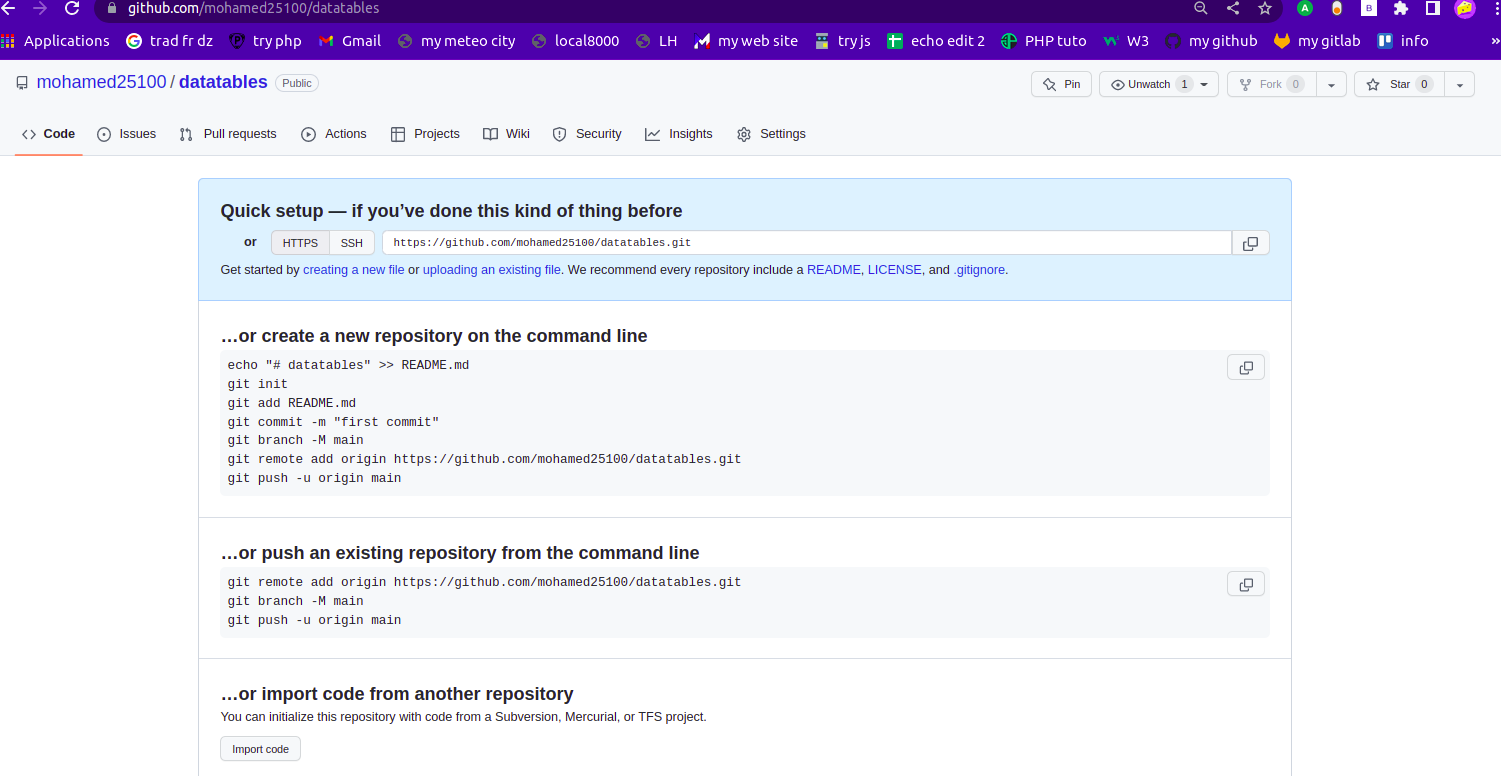 github.com/mohamed25100/datatables
A
B
Applications trad fr dz try php Gmail my meteo city local8000 LH my web site try js echo edit 2 PHP tuto W3 my github my gitlab info »
mohamed25100 / datatables Public
Pin Unwatch 1 Fork 0 Star 0
Code Issues Pull requests Actions Projects Wiki Security Insights Settings
Quick setup — if you’ve done this kind of thing before
or HTTPS SSH https://github.com/mohamed25100/datatables.git
Get started by creating a new file or uploading an existing file. We recommend every repository include a README, LICENSE, and .gitignore.
…or create a new repository on the command line
echo "# datatables" >> README.md
git init
git add README.md
git commit -m "first commit"
git branch -M main
git remote add origin https://github.com/mohamed25100/datatables.git
git push -u origin main
…or push an existing repository from the command line
git remote add origin https://github.com/mohamed25100/datatables.git
git branch -M main
git push -u origin main
…or import code from another repository
You can initialize this repository with code from a Subversion, Mercurial, or TFS project.
Import code